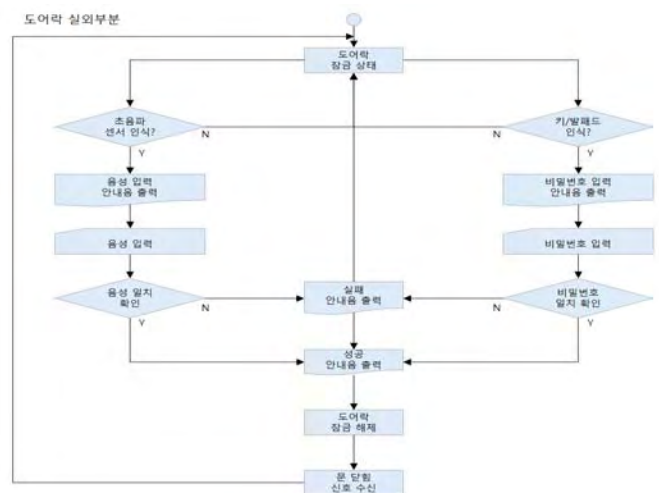 도어락 실외부분
도어락
잠금 상태
초음파
센서 인식?
N
N
키/발패드
인식?
Y
Y
음성 입력
안내음 출력
비밀번호 입력
안내음 출력
음성 입력
비밀번호 입력
음성 일치
확인
N
실패
안내음 출력
N
비밀번호
일치 확인
Y
Y
성공
안내음 출력
도어락
잠금 해제
문 닫힘
신호 수신